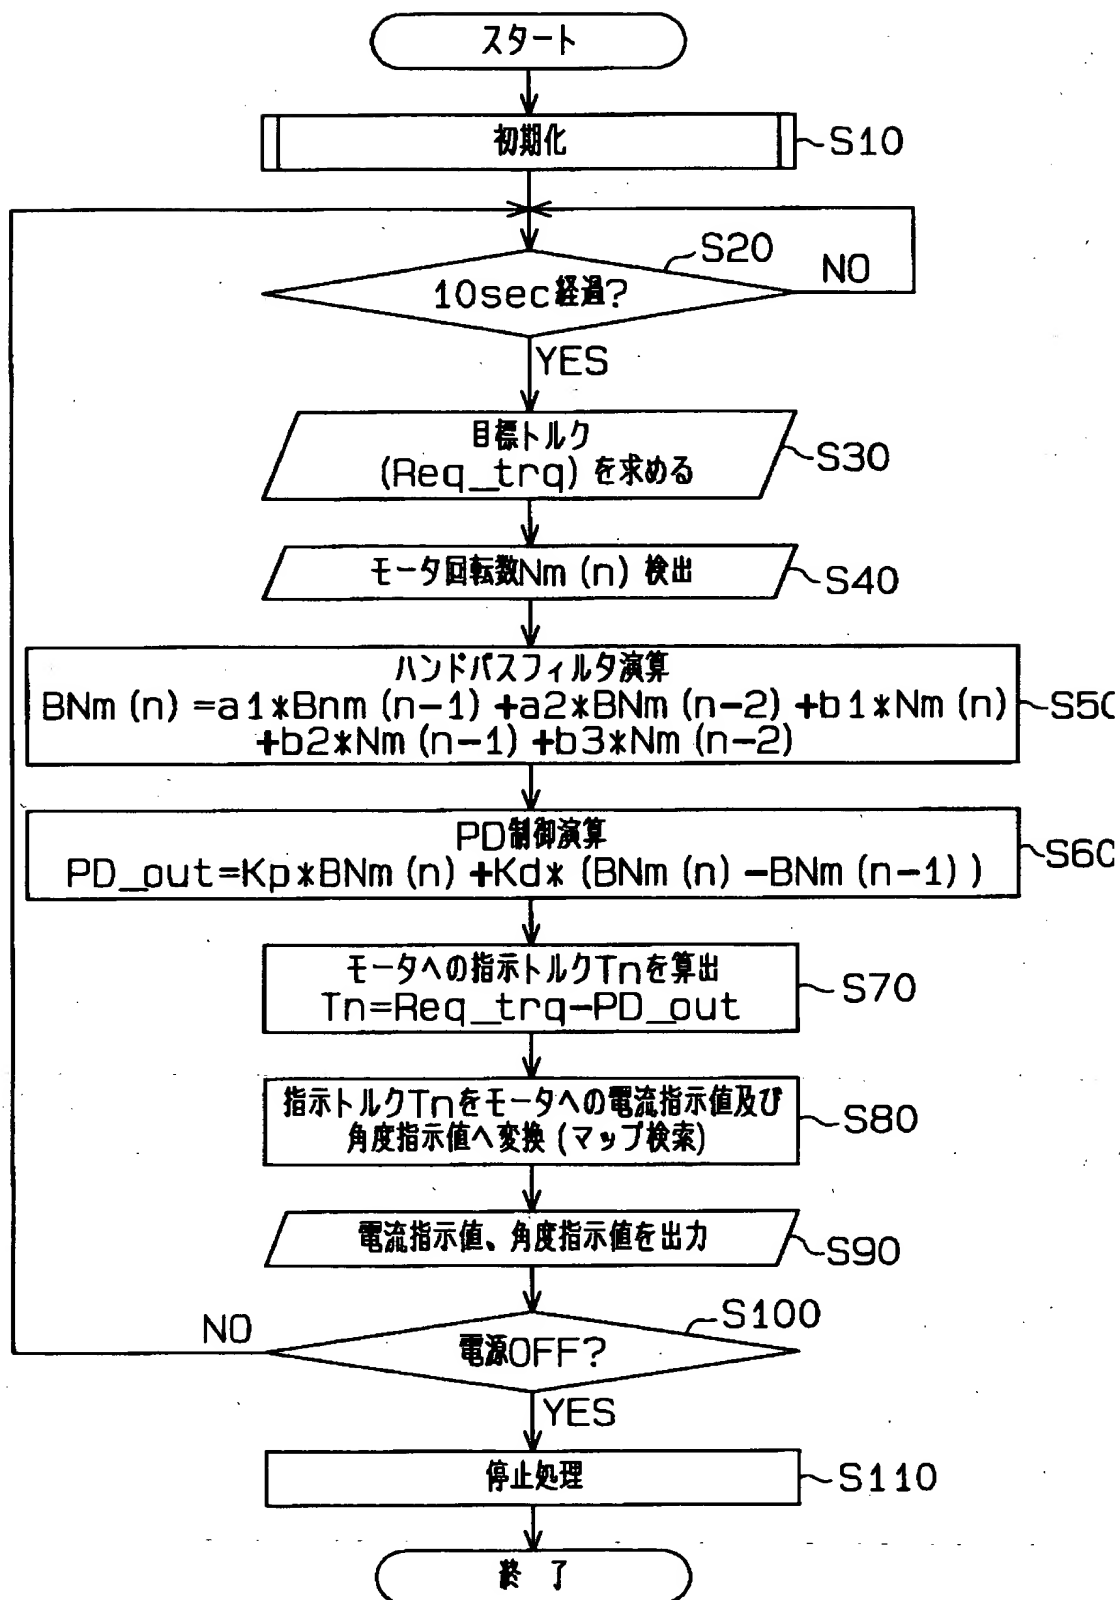 スタート
初期化
S10
S20
10sec経過?
NO
YES
目標トルク
(Req_trq)を求める
S30
モータ回転数Nm(n)検出
S40
ハンドパスフィルタ演算
BNm(n)=a1*Bnm(n-1)+a2*BNm(n-2)+b1*Nm(n)
+b2*Nm(n-1)+b3*Nm(n-2)
S50
PD制御演算
PD_out=Kp*BNm(n)+Kd*(BNm(n)-BNm(n-1))
S60
モータへの指示トルクTnを算出
Tn=Req_trq-PD_out
S70
指示トルクTnをモータへの電流指示値及び
角度指示値へ変換(マップ検索)
S80
電流指示値、角度指示値を出力
S90
NO
S100
電源OFF?
YES
停止処理
S110
終了